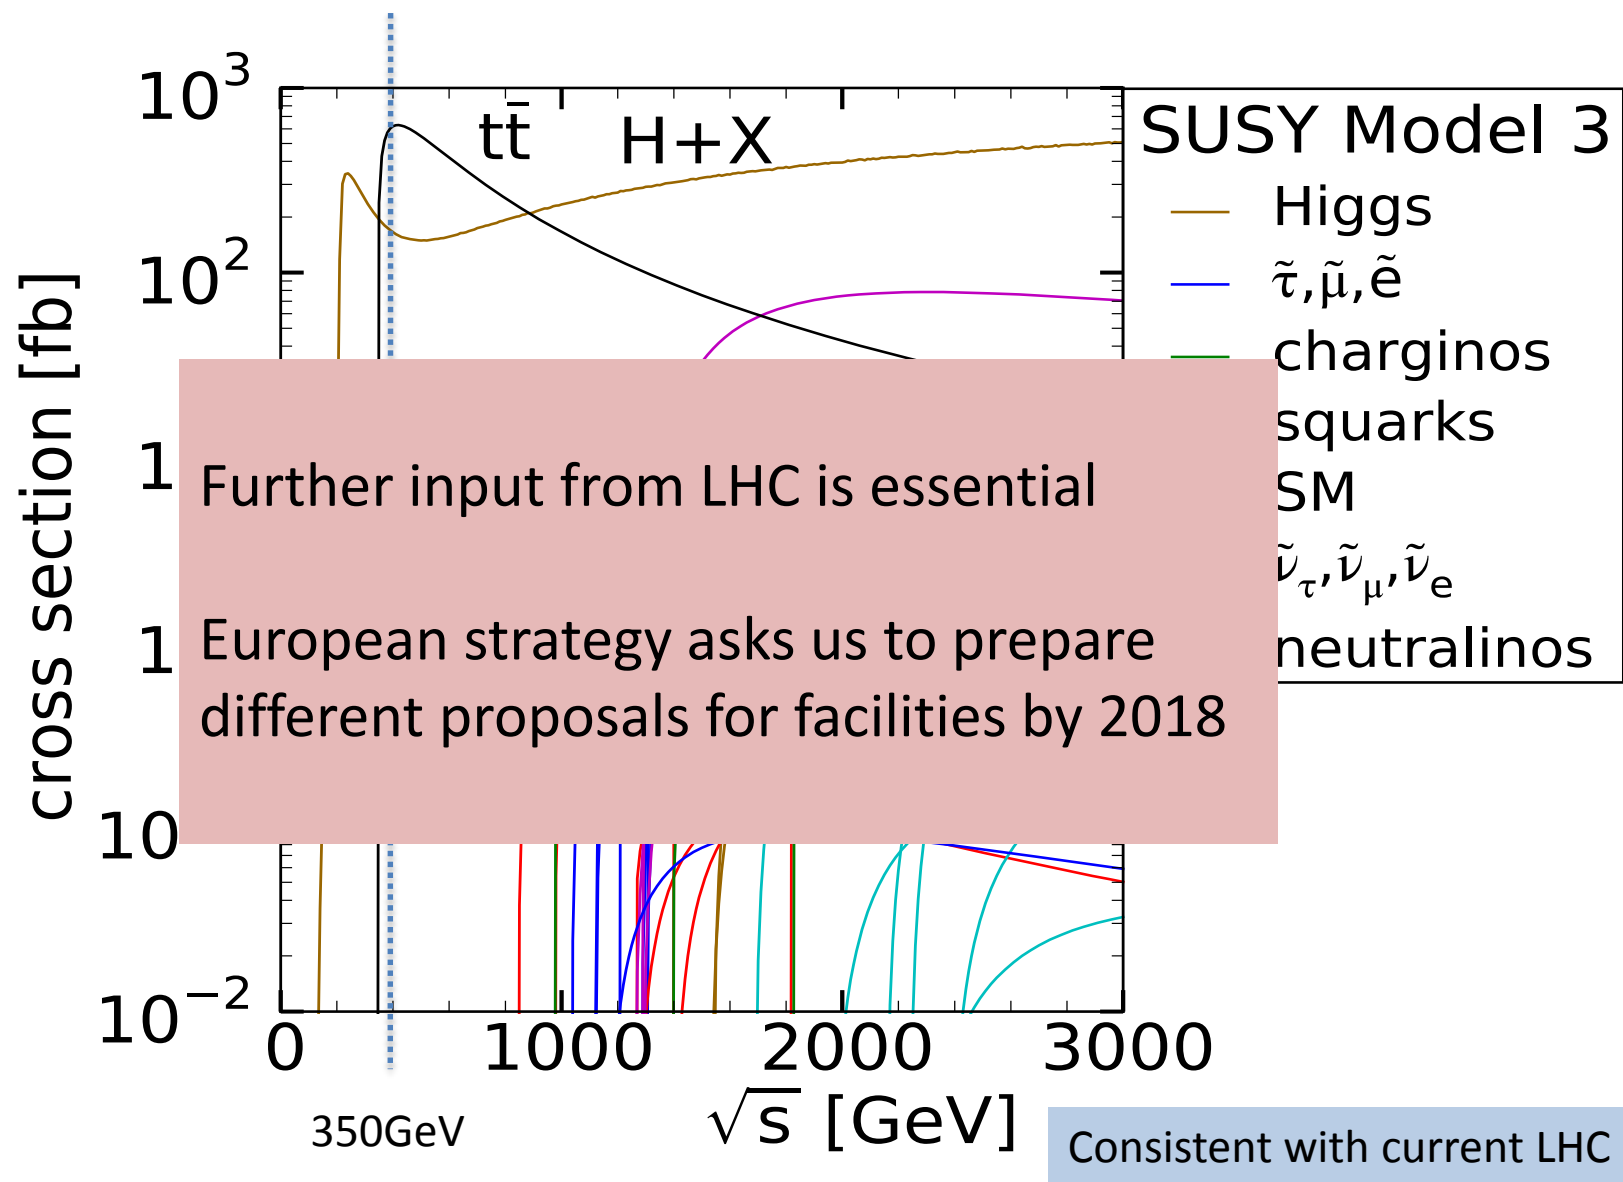 10³
tt̄ H+X
SUSY Model 3
Higgs
10²
τ̃,μ̃,ẽ
charginos
squarks
1
Further input from LHC is essential
SM
ν̃τ,ν̃μ,ν̃e
1
European strategy asks us to prepare
neutralinos
different proposals for facilities by 2018
10
10⁻²
0 1000 2000 3000
cross section [fb]
√s [GeV]
350GeV
Consistent with current LHC